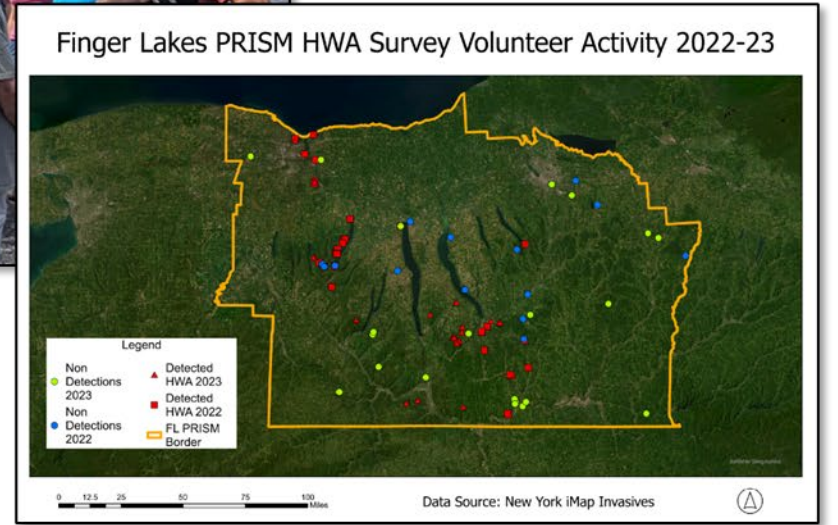 Finger Lakes PRISM HWA Survey Volunteer Activity 2022-23
Legend
Non
Detections
2023
Non
Detections
2022
Detected
HWA 2023
Detected
HWA 2022
FL PRISM
Border
0 12.5 25 50 75 100
Miles
Data Source: New York iMap Invasives